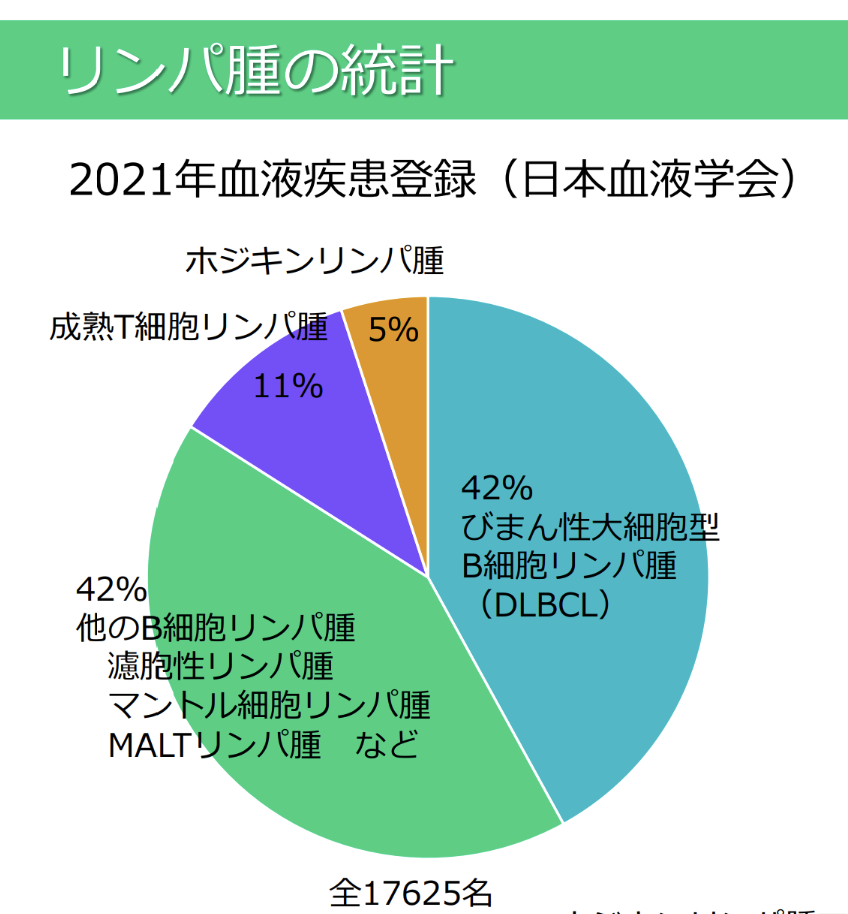 リンパ腫の統計
2021年血液疾患登録（日本血液学会）
ホジキンリンパ腫
成熟T細胞リンパ腫
5%
11%
42%
びまん性大細胞型
B細胞リンパ腫
（DLBCL）
42%
他のB細胞リンパ腫
濾胞性リンパ腫
マントル細胞リンパ腫
MALTリンパ腫　など
全17625名